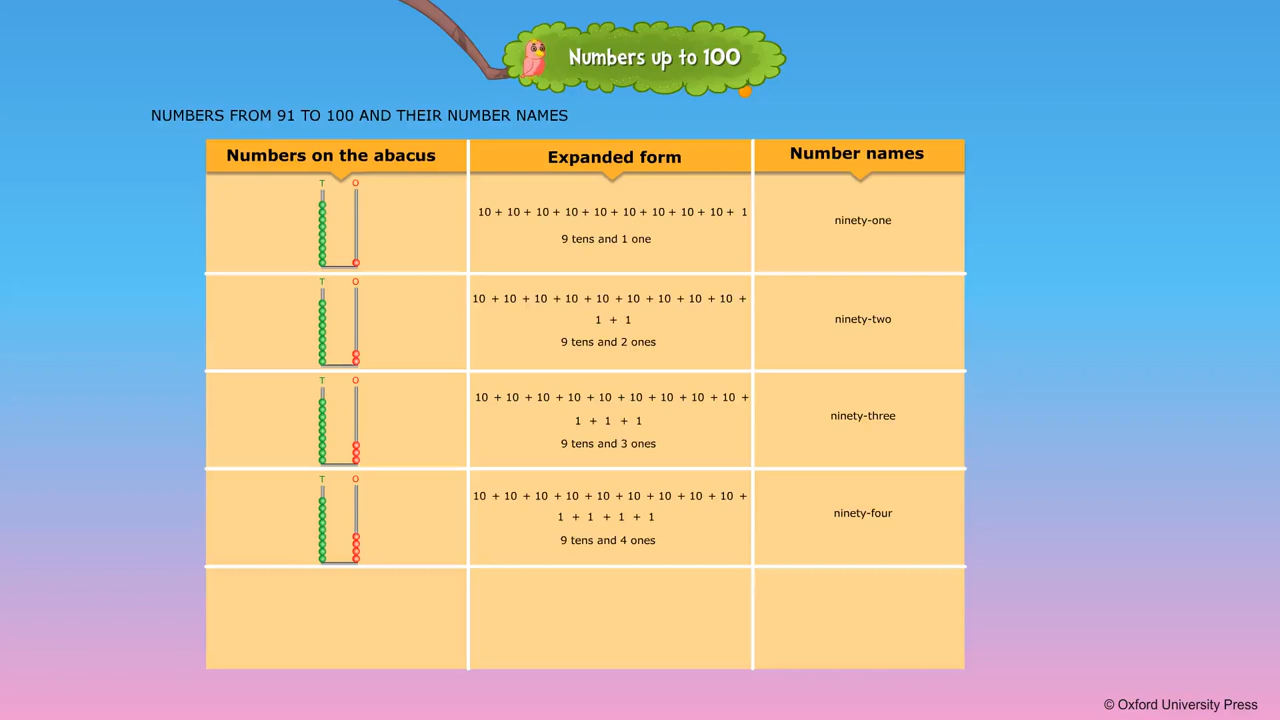 Numbers up to 100
NUMBERS FROM 91 TO 100 AND THEIR NUMBER NAMES
Numbers on the abacus
Expanded form
Number names
T O
10 + 10 + 10 + 10 + 10 + 10 + 10 + 10 + 10 + 1
9 tens and 1 one
ninety-one
T O
10 + 10 + 10 + 10 + 10 + 10 + 10 + 10 + 10 +
1 + 1
9 tens and 2 ones
ninety-two
T O
10 + 10 + 10 + 10 + 10 + 10 + 10 + 10 + 10 +
1 + 1 + 1
9 tens and 3 ones
ninety-three
T O
10 + 10 + 10 + 10 + 10 + 10 + 10 + 10 + 10 +
1 + 1 + 1 + 1
9 tens and 4 ones
ninety-four
© Oxford University Press